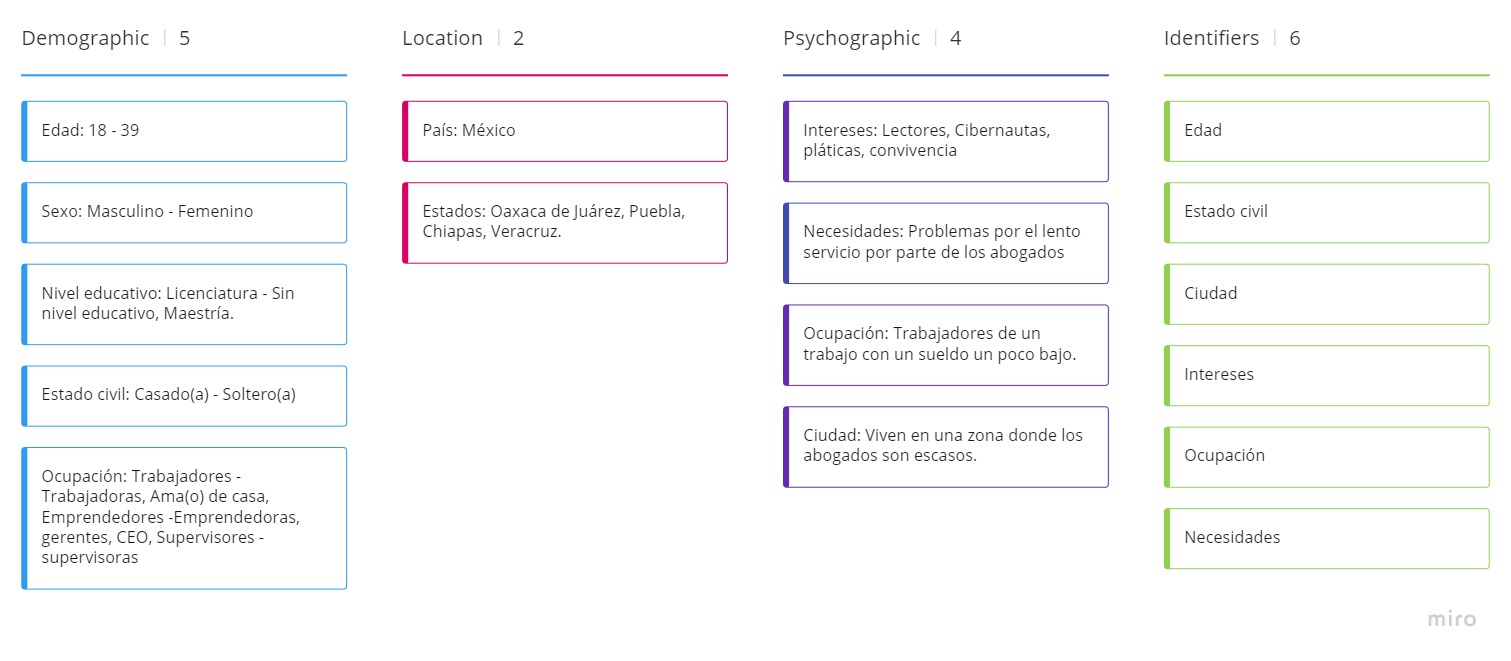 Demographic | 5
Edad: 18 - 39
Sexo: Masculino - Femenino
Nivel educativo: Licenciatura - Sin
nivel educativo, Maestría.
Estado civil: Casado(a) - Soltero(a)
Ocupación: Trabajadores -
Trabajadoras, Ama(o) de casa,
Emprendedores -Emprendedoras,
gerentes, CEO, Supervisores -
supervisoras
Location | 2
País: México
Estados: Oaxaca de Juárez, Puebla,
Chiapas, Veracruz.
Psychographic | 4
Intereses: Lectores, Cibernautas,
pláticas, convivencia
Necesidades: Problemas por el lento
servicio por parte de los abogados
Ocupación: Trabajadores de un
trabajo con un sueldo un poco bajo.
Ciudad: Viven en una zona donde los
abogados son escasos.
Identifiers | 6
Edad
Estado civil
Ciudad
Intereses
Ocupación
Necesidades
miro